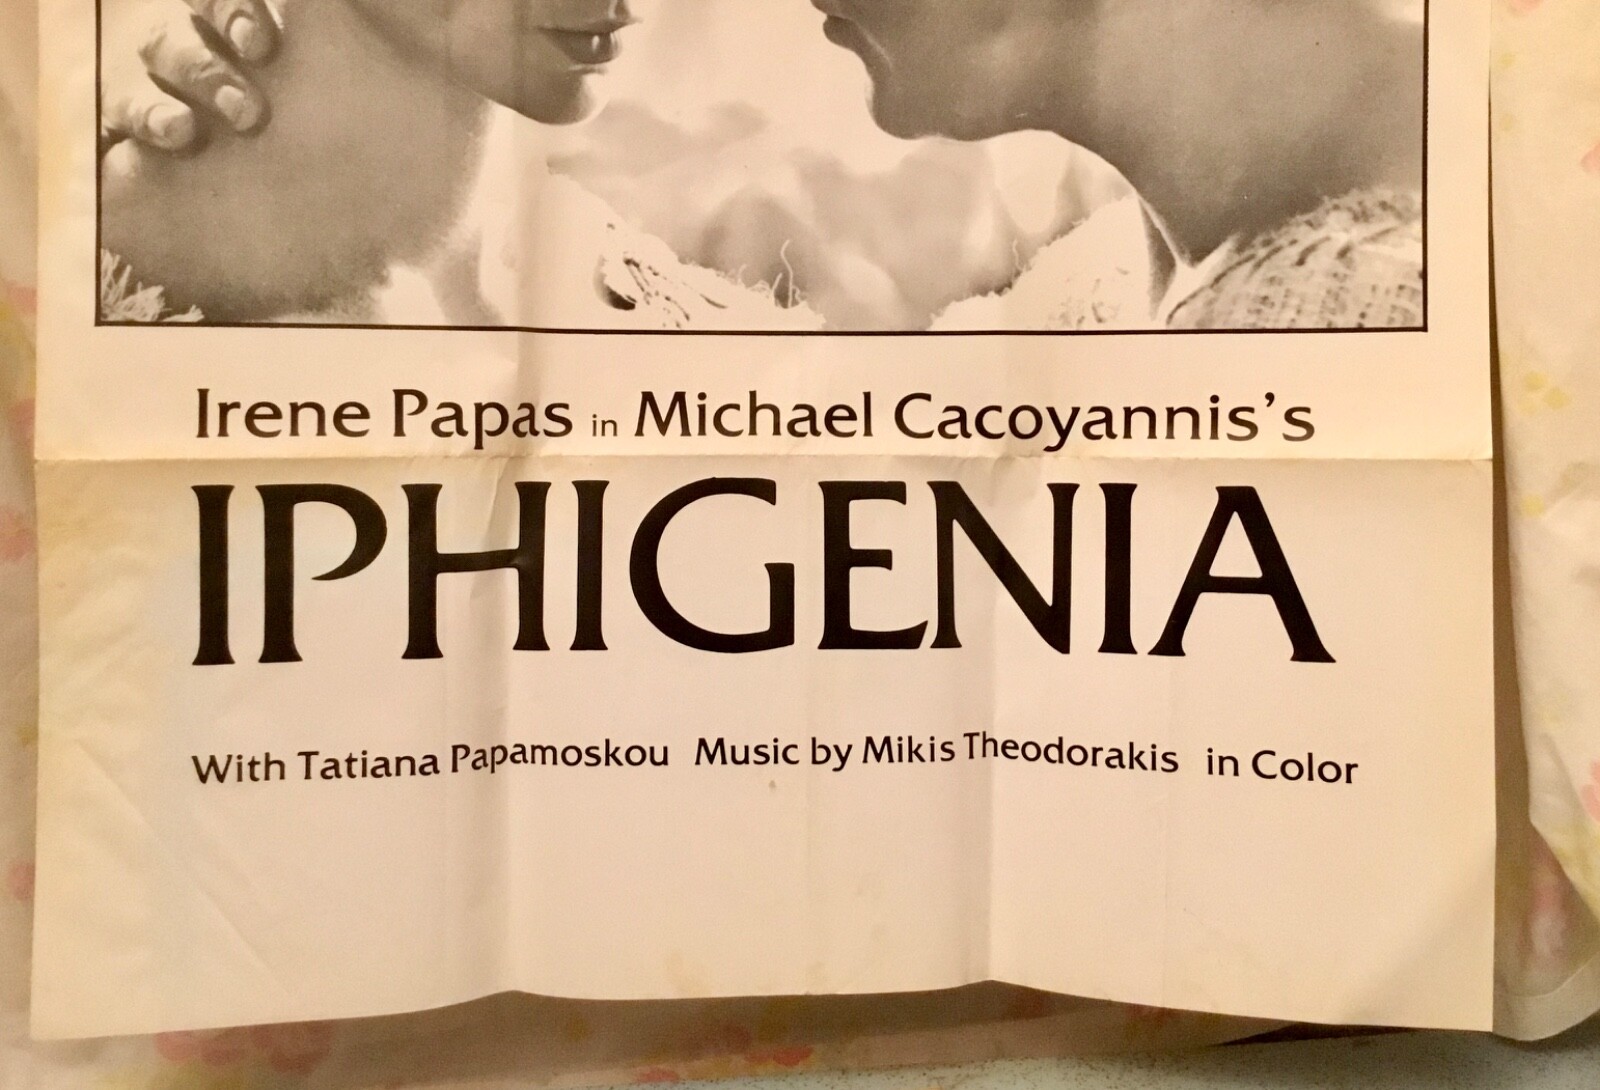 Irene Papas in Michael Cacoyannis's
IPHIGENIA
With Tatiana Papamoskou Music by Mikis Theodorakis in Color